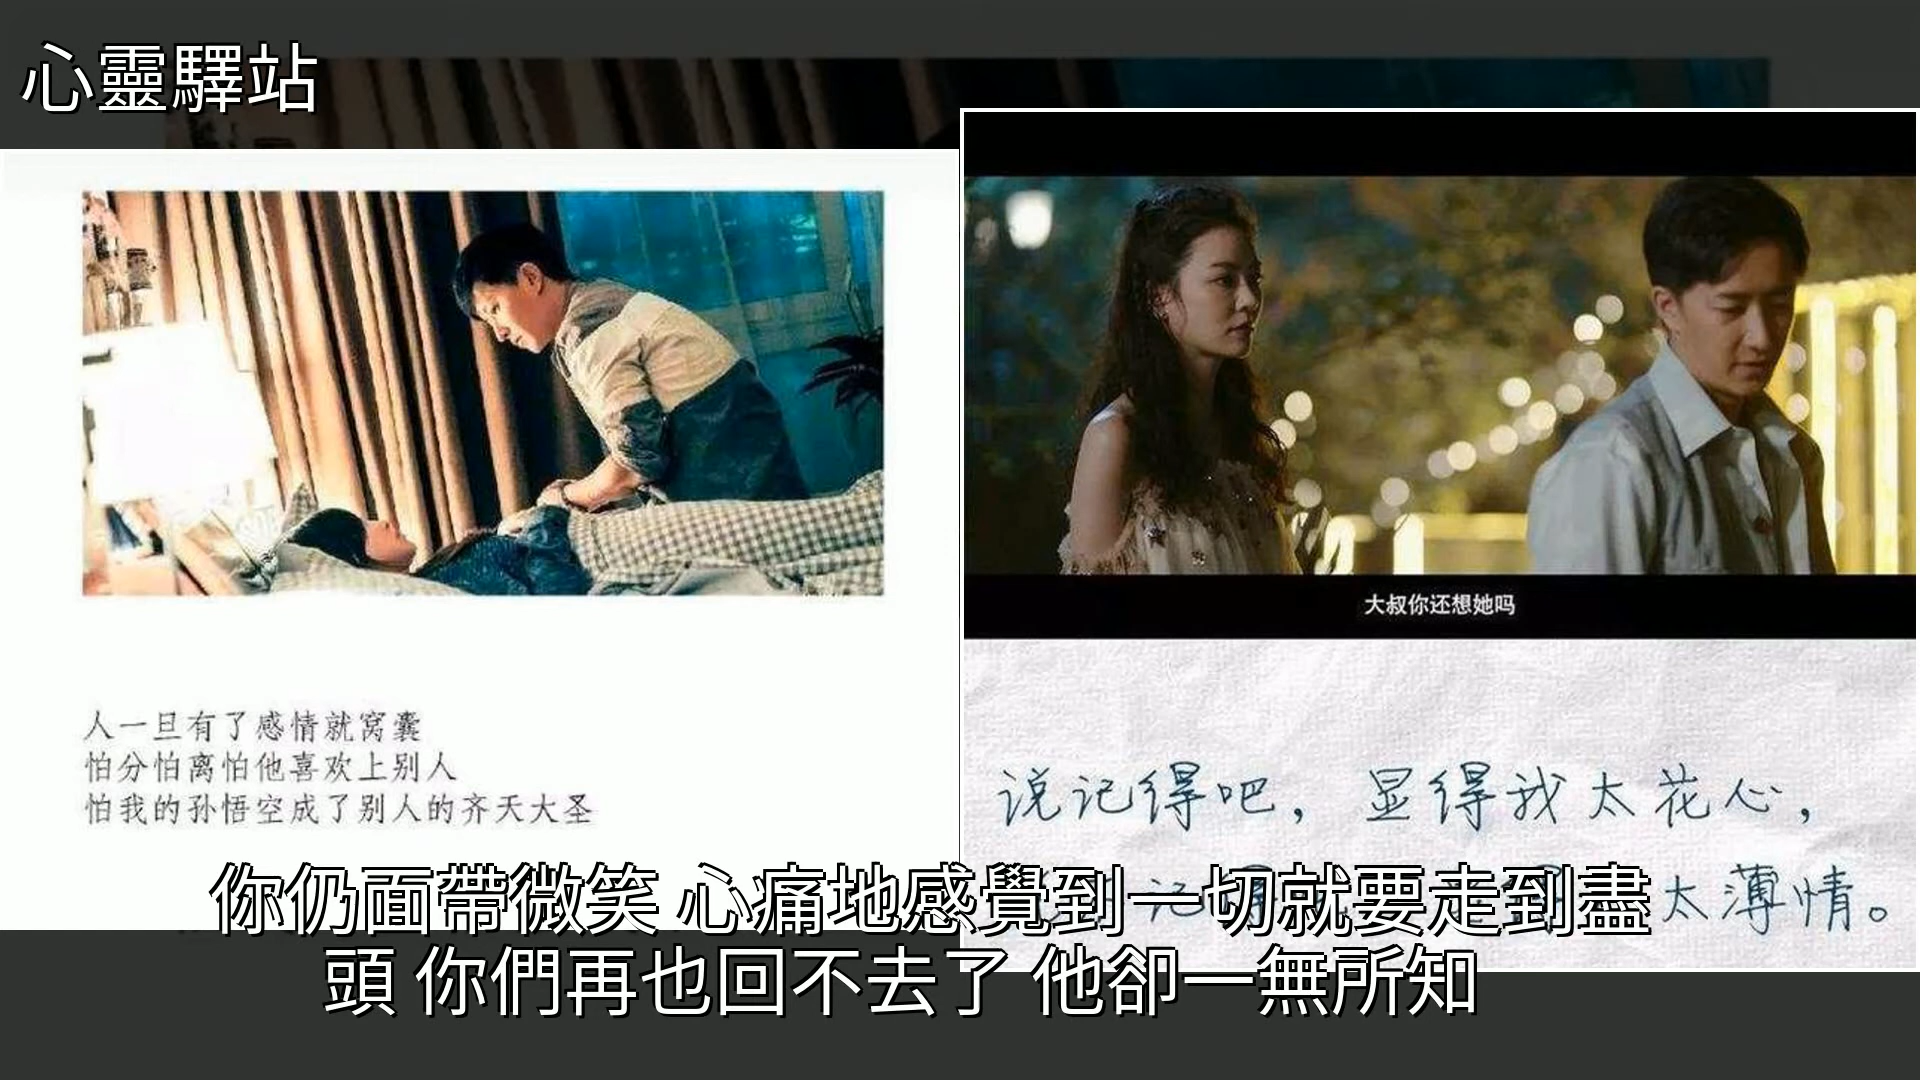 心靈驛站
人一旦有了感情就窝囊
怕分怕离怕他喜欢上别人
怕我的孙悟空成了别人的齐天大圣
大叔你还想她吗
说记得吧，显得我太花心，
太薄情。
你仍面帶微笑 心痛地感覺到一切就要走到盡
頭 你們再也回不去了 他卻一無所知